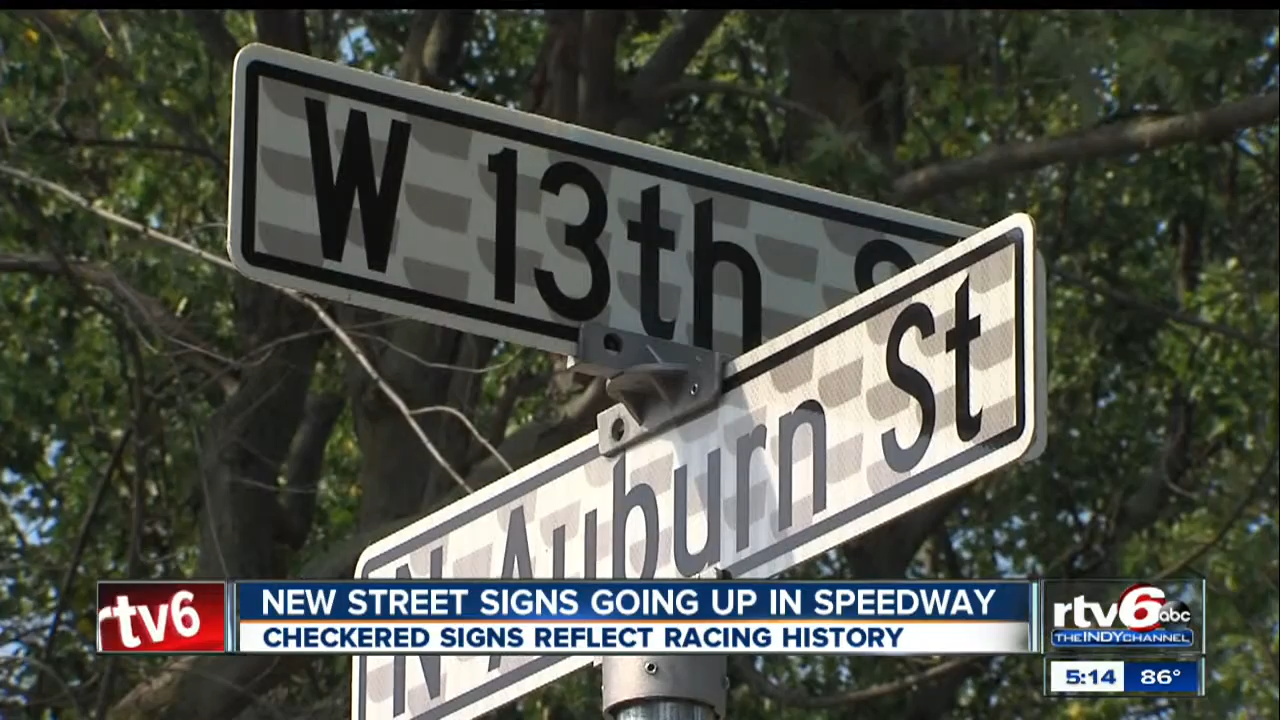 W 13th S
N Auburn St
rtv6
NEW STREET SIGNS GOING UP IN SPEEDWAY
CHECKERED SIGNS REFLECT RACING HISTORY
rtv6 abc
THE INDY CHANNEL
5:14 86°